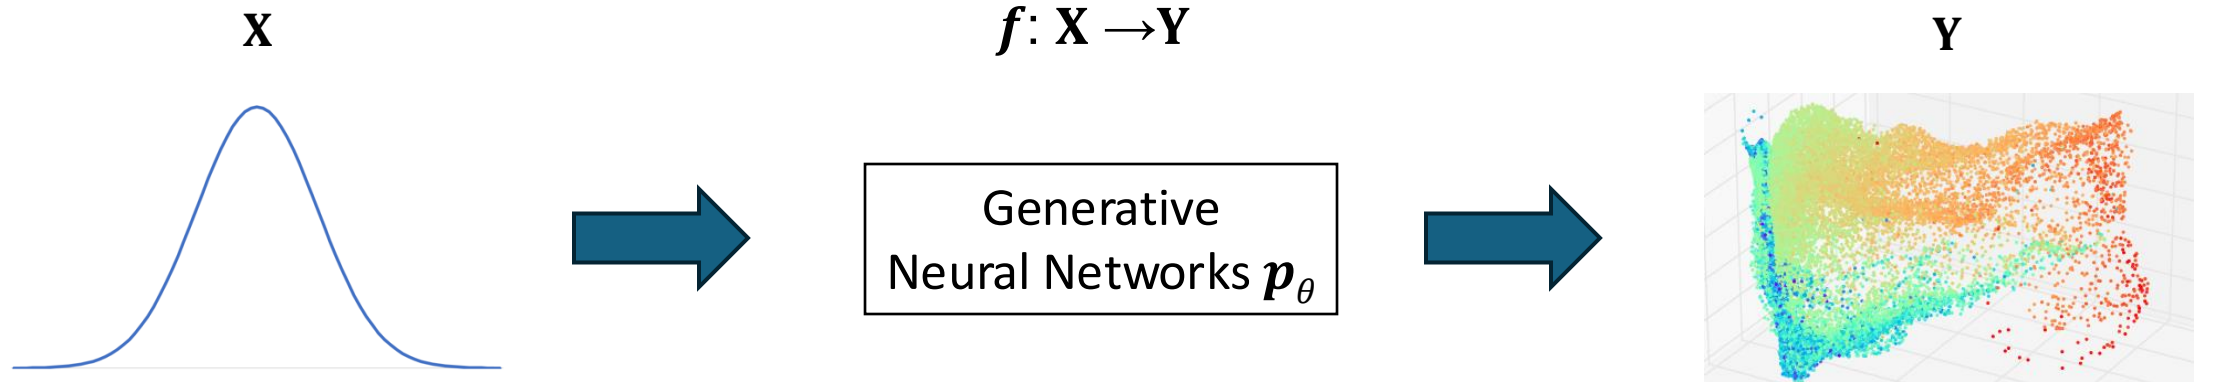 X
f: X →Y
Y
Generative
Neural Networks pθ